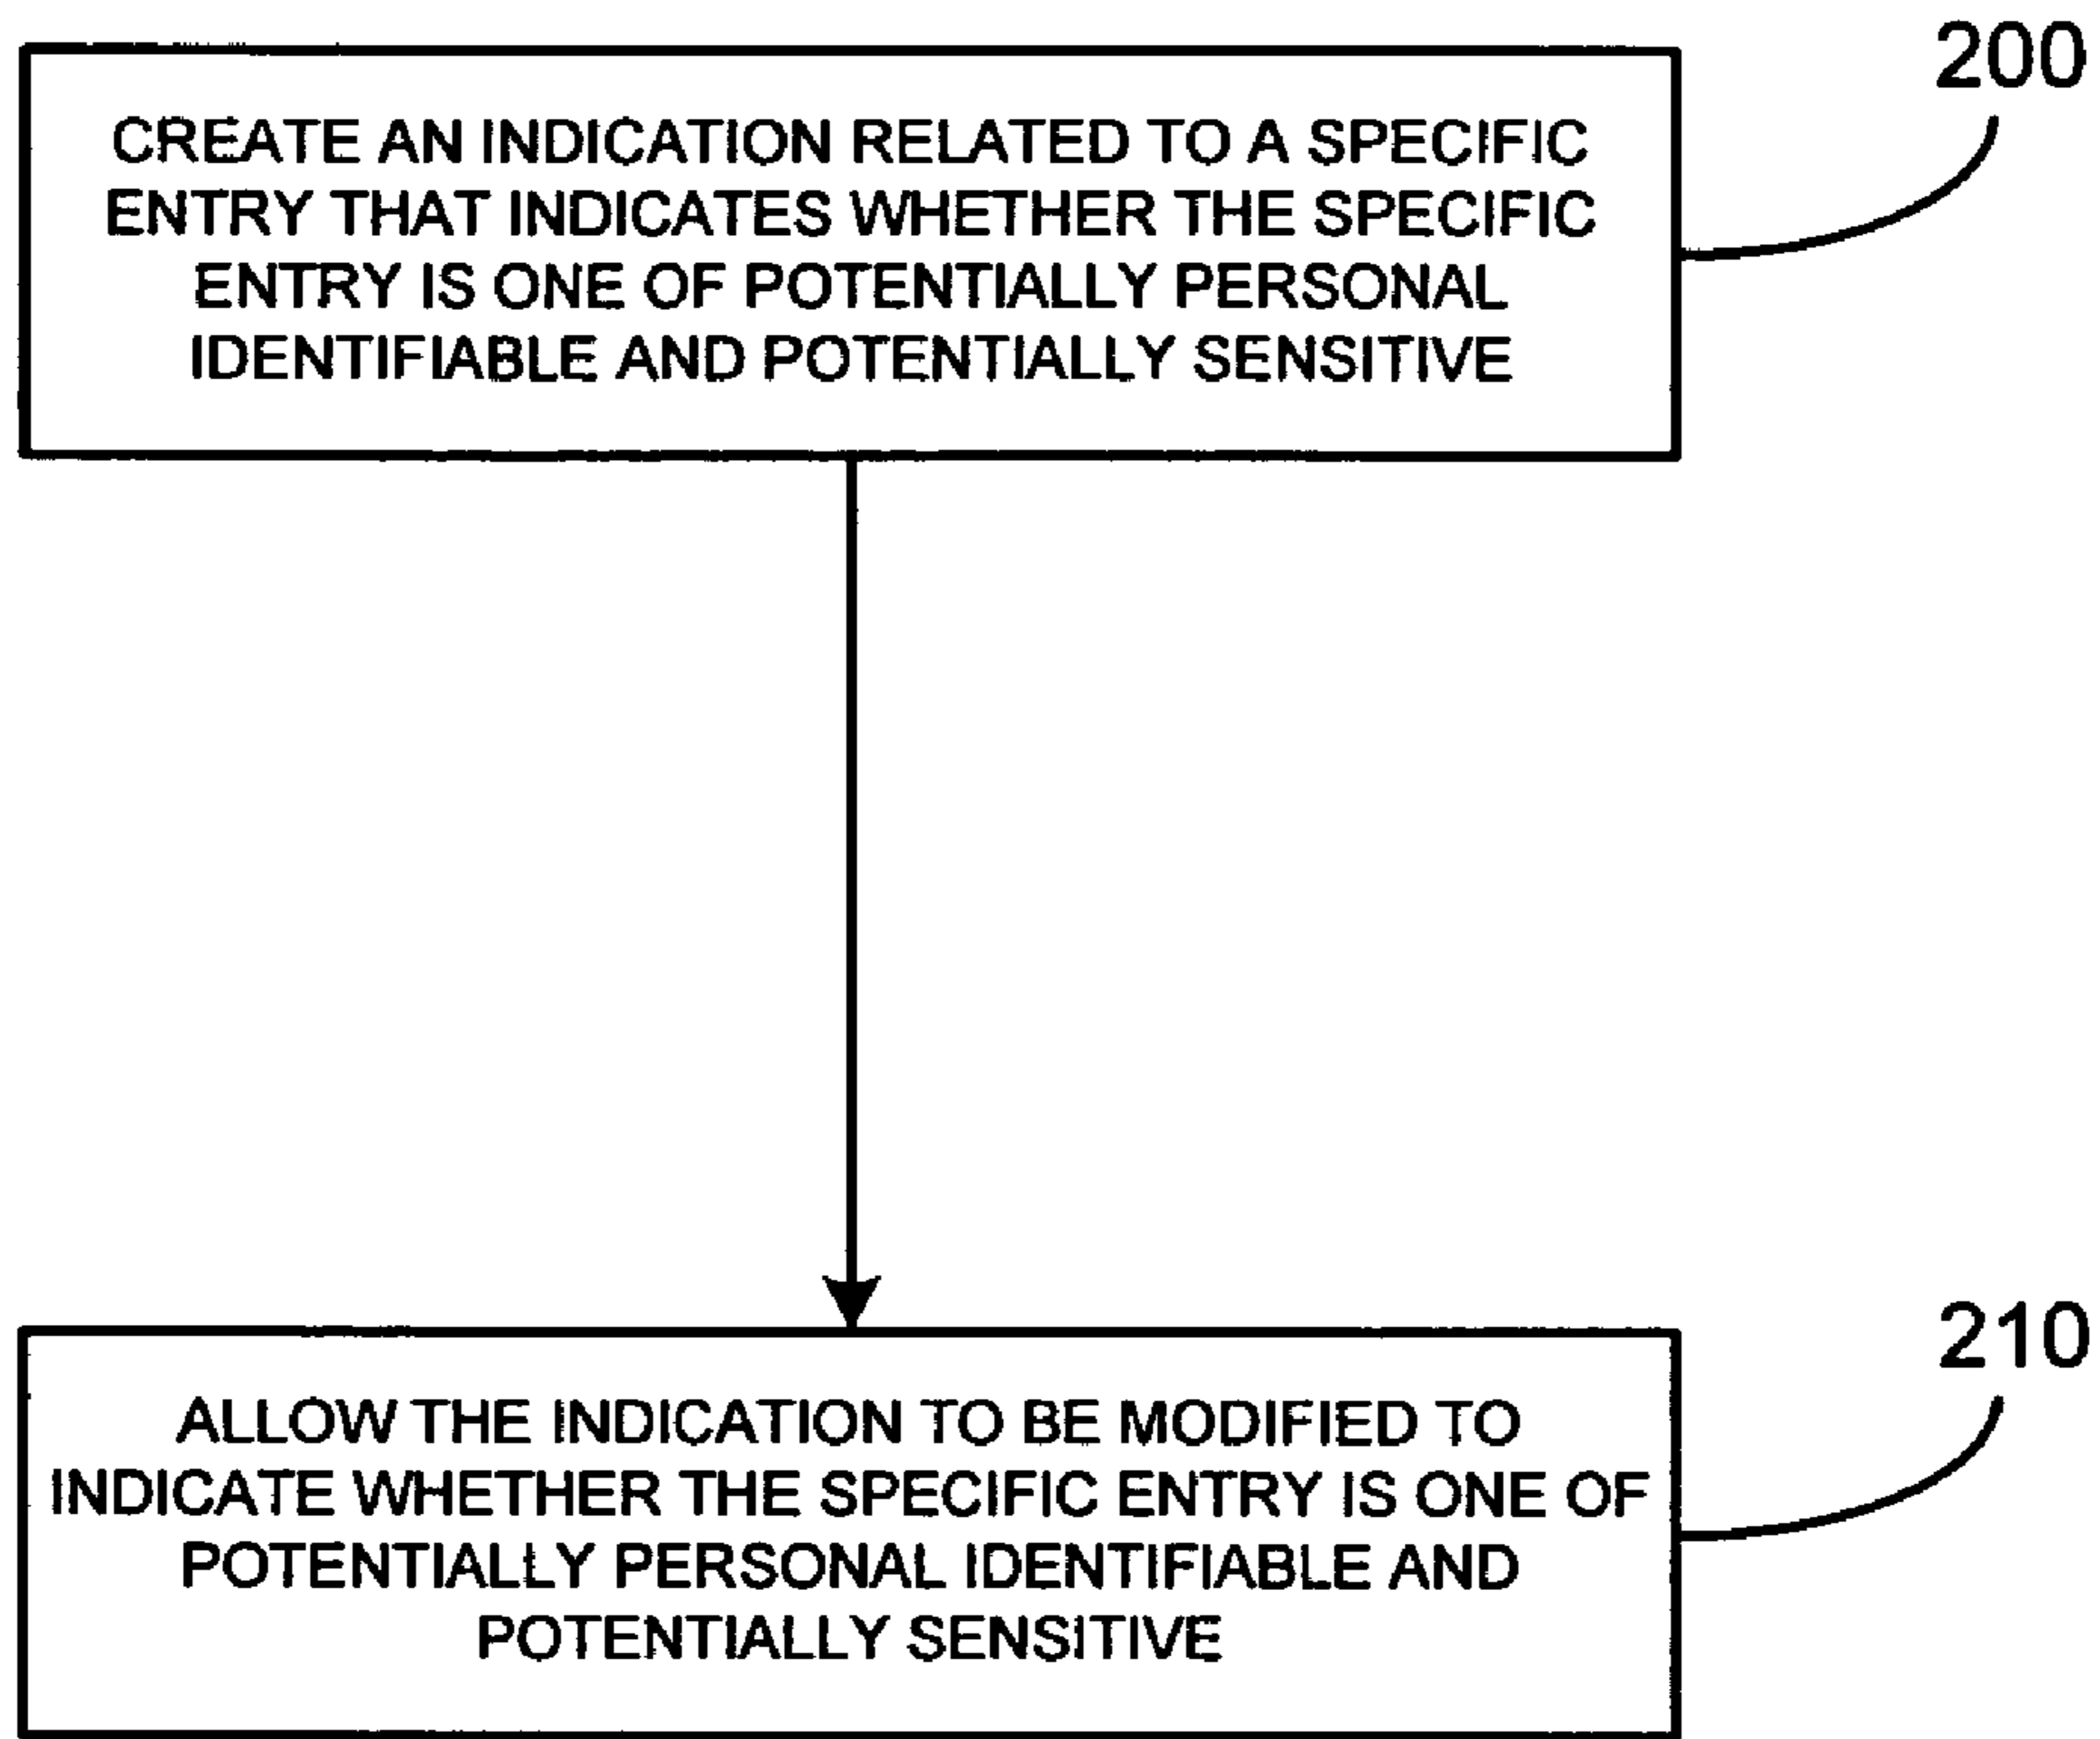 200
CREATE AN INDICATION RELATED TO A SPECIFIC
ENTRY THAT INDICATES WHETHER THE SPECIFIC
ENTRY IS ONE OF POTENTIALLY PERSONAL
IDENTIFIABLE AND POTENTIALLY SENSITIVE
210
ALLOW THE INDICATION TO BE MODIFIED TO
INDICATE WHETHER THE SPECIFIC ENTRY IS ONE OF
POTENTIALLY PERSONAL IDENTIFIABLE AND
POTENTIALLY SENSITIVE